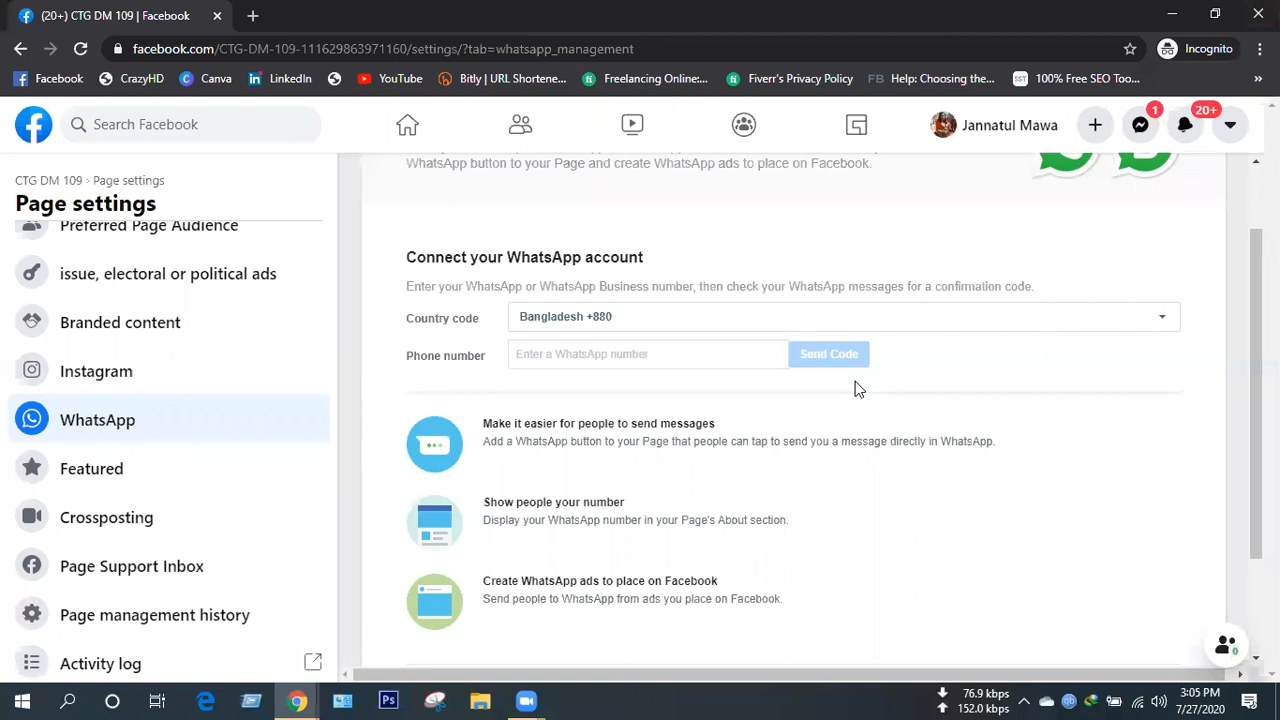 (20+) CTG DM 109 | Facebook
facebook.com/CTG-DM-109-111629863971160/settings/?tab=whatsapp_management
Incognito
Facebook
CrazyHD
Canva
LinkedIn
YouTube
Bitly | URL Shortene...
Freelancing Online:...
Fiverr's Privacy Policy
FB Help: Choosing the...
SST 100% Free SEO Too...
Search Facebook
Jannatul Mawa
1
20+
CTG DM 109 › Page settings
Page settings
Preferred Page Audience
issue, electoral or political ads
Branded content
Instagram
WhatsApp
Featured
Crossposting
Page Support Inbox
Page management history
Activity log
WhatsApp button to your Page and create WhatsApp ads to place on Facebook.
Connect your WhatsApp account
Enter your WhatsApp or WhatsApp Business number, then check your WhatsApp messages for a confirmation code.
Country code Bangladesh +880
Phone number Enter a WhatsApp number Send Code
Make it easier for people to send messages
Add a WhatsApp button to your Page that people can tap to send you a message directly in WhatsApp.
Show people your number
Display your WhatsApp number in your Page's About section.
Create WhatsApp ads to place on Facebook
Send people to WhatsApp from ads you place on Facebook.
0
Ps
76.9 kbps
152.0 kbps
3:05 PM
7/27/2020